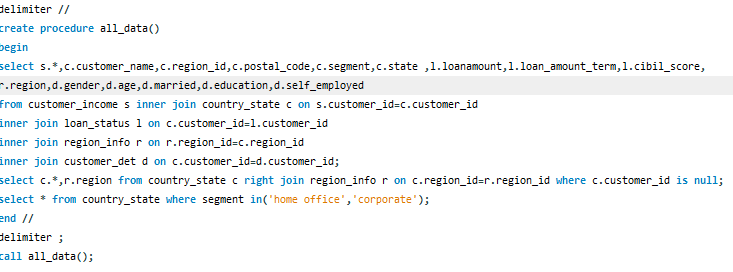 delimiter //
create procedure all_data()
begin
select s.*,c.customer_name,c.region_id,c.postal_code,c.segment,c.state ,l.loanamount,l.loan_amount_term,l.cibil_score,
r.region,d.gender,d.age,d.married,d.education,d.self_employed
from customer_income s inner join country_state c on s.customer_id=c.customer_id
inner join loan_status l on c.customer_id=l.customer_id
inner join region_info r on r.region_id=c.region_id
inner join customer_det d on c.customer_id=d.customer_id;
select c.*,r.region from country_state c right join region_info r on c.region_id=r.region_id where c.customer_id is null;
select * from country_state where segment in('home office','corporate');
end //
delimiter ;
call all_data();